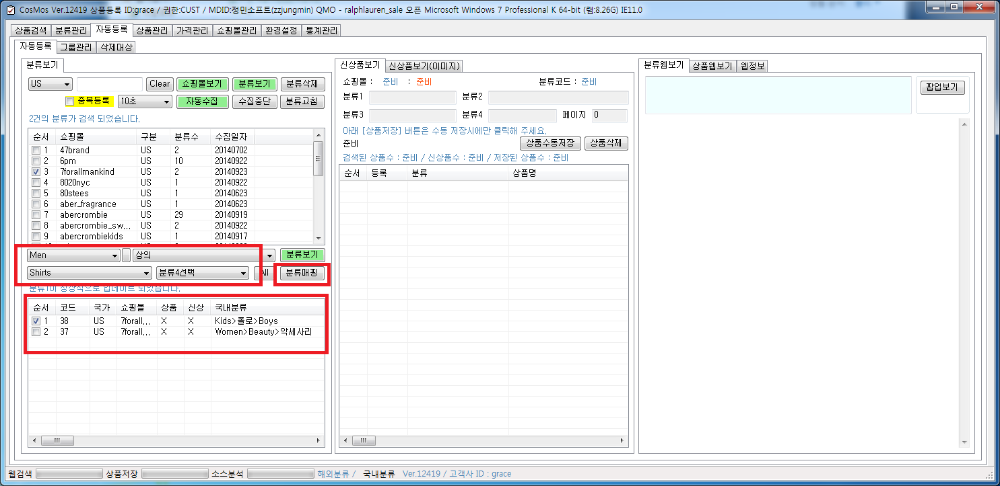 CosMos Ver.12419 상품등록 ID:grace / 권한:CUST / MDID:정민소프트(zzjungmin) QMO - ralphlauren_sale 오픈 Microsoft Windows 7 Professional K 64-bit (램:8.26G) IE11.0
상품검색 분류관리 자동등록 상품관리 가격관리 쇼핑몰관리 환경설정 통계관리
자동등록 그룹관리 삭제대상
분류보기
US Clear 쇼핑몰보기 분류보기 분류삭제
중복등록 10초 자동수집 수집중단 분류고침
2건의 분류가 검색 되었습니다.
순서 쇼핑몰 구분 분류수 수집일자
1 47brand US 2 20140702
2 6pm US 10 20140922
3 7forallmankind US 2 20140923
4 8020nyc US 1 20140922
5 80stees US 1 20140623
6 aber_fragrance US 1 20140623
7 abercrombie US 29 20140919
8 abercrombie_sw,,, US 2 20140922
9 abercrombiekids US 1 20140917
Men 상의 분류보기
Shirts 분류4선택 All 분류매핑
분류1이 정상적으로 업데이트 되었습니다.
순서 코드 국가 쇼핑몰 상품 신상 국내분류
1 38 US 7forall,,, X X Kids>폴로>Boys
2 37 US 7forall,,, X X Women>Beauty>악세사리
신상품보기 신상품보기(이미지)
쇼핑몰 : 준비 : 준비 분류코드 : 준비
분류1 분류2
분류3 분류4 페이지 0
아래 [상품저장] 버튼은 수동 저장시에만 클릭해 주세요.
준비 상품수동저장 상품삭제
검색된 상품수 : 준비 / 신상품수 : 준비 / 저장된 상품수 : 준비
순서 등록 분류 상품명
분류웹보기 상품웹보기 웹정보
팝업보기
웹검색 상품저장 소스분석 해외분류 / 국내분류 Ver.12419 / 고객사 ID : grace